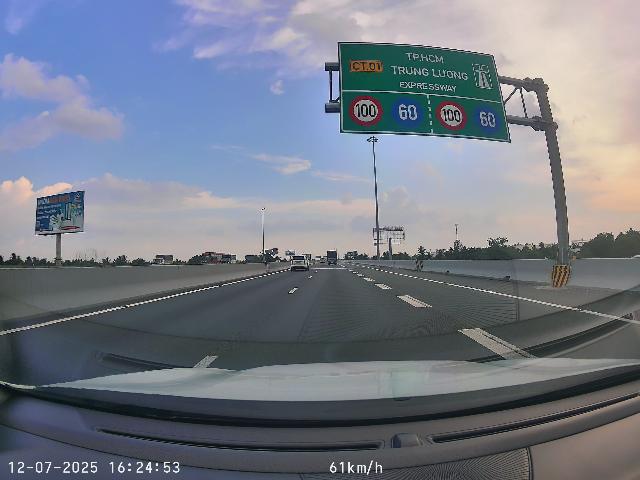 CT.01
TP.HCM
TRUNG LUONG
EXPRESSWAY
100 60 100 60
12-07-2025 16:24:53 61km/h